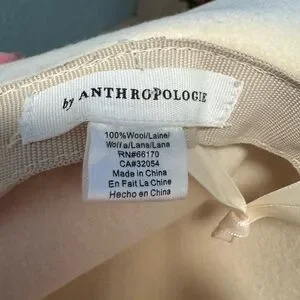 by ANTHROPOLOGIE
100%Wool/Laine/
Wolle/Lana/Lana
RN#66170
CA#32054
Made in China
En Fait La Chine
Hecho en China